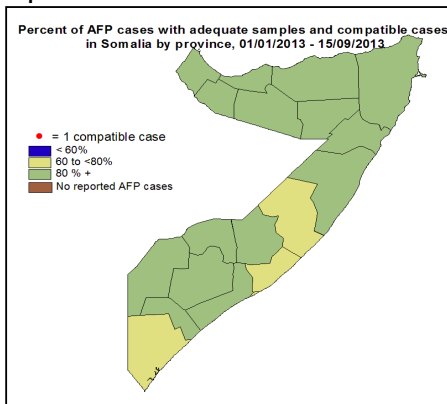 Percent of AFP cases with adequate samples and compatible cases
in Somalia by province, 01/01/2013 - 15/09/2013
= 1 compatible case
< 60%
60 to <80%
80 % +
No reported AFP cases